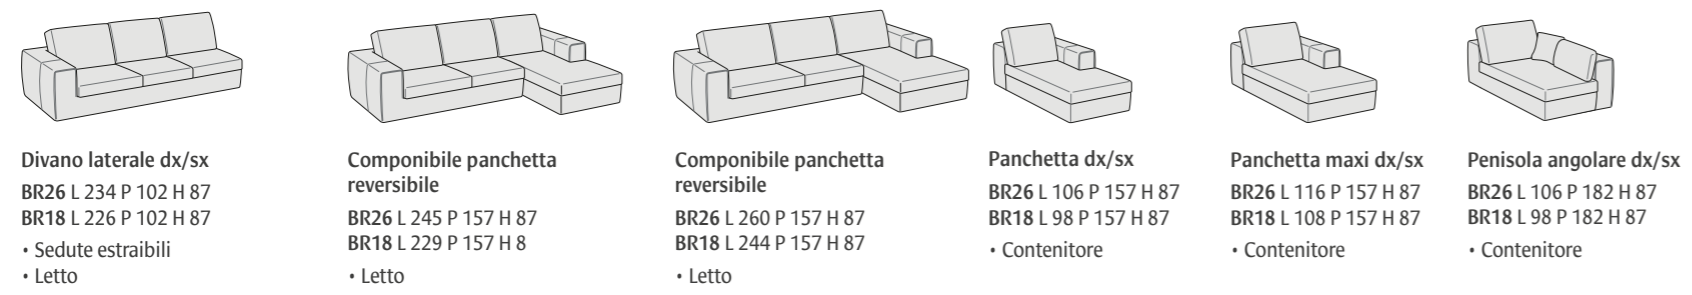 Divano laterale dx/sx
BR26 L 234 P 102 H 87
BR18 L 226 P 102 H 87
• Sedute estraibili
• Letto
Componibile panchetta
reversibile
BR26 L 245 P 157 H 87
BR18 L 229 P 157 H 8
• Letto
Componibile panchetta
reversibile
BR26 L 260 P 157 H 87
BR18 L 244 P 157 H 87
• Letto
Panchetta dx/sx
BR26 L 106 P 157 H 87
BR18 L 98 P 157 H 87
• Contenitore
Panchetta maxi dx/sx
BR26 L 116 P 157 H 87
BR18 L 108 P 157 H 87
• Contenitore
Penisola angolare dx/sx
BR26 L 106 P 182 H 87
BR18 L 98 P 182 H 87
• Contenitore